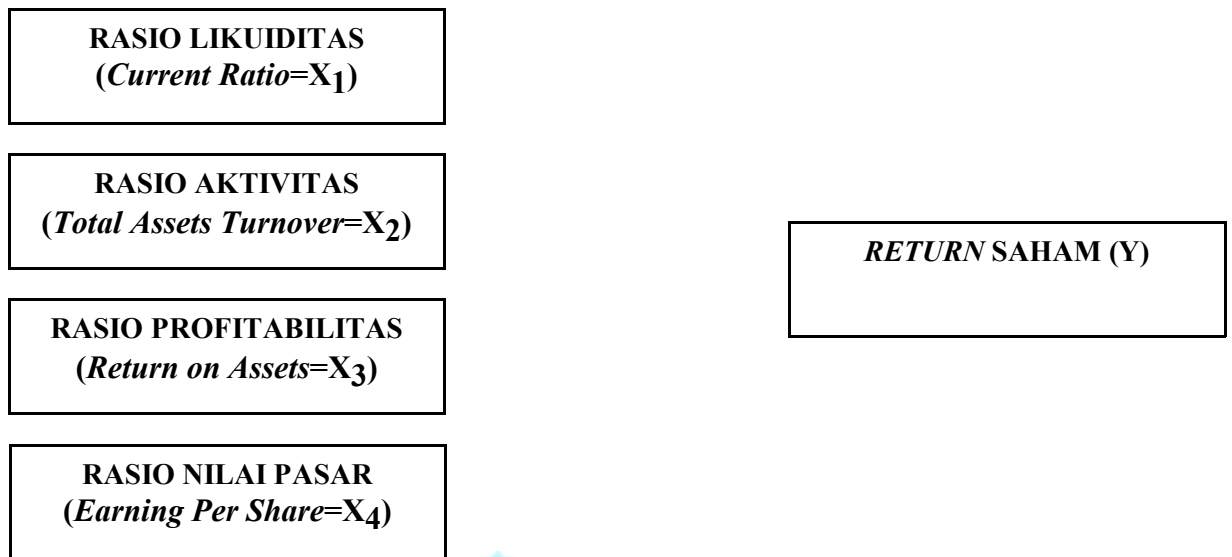 RASIO LIKUIDITAS
(Current Ratio=X1)
RASIO AKTIVITAS
(Total Assets Turnover=X2)
RETURN SAHAM (Y)
RASIO PROFITABILITAS
(Return on Assets=X3)
RASIO NILAI PASAR
(Earning Per Share=X4)